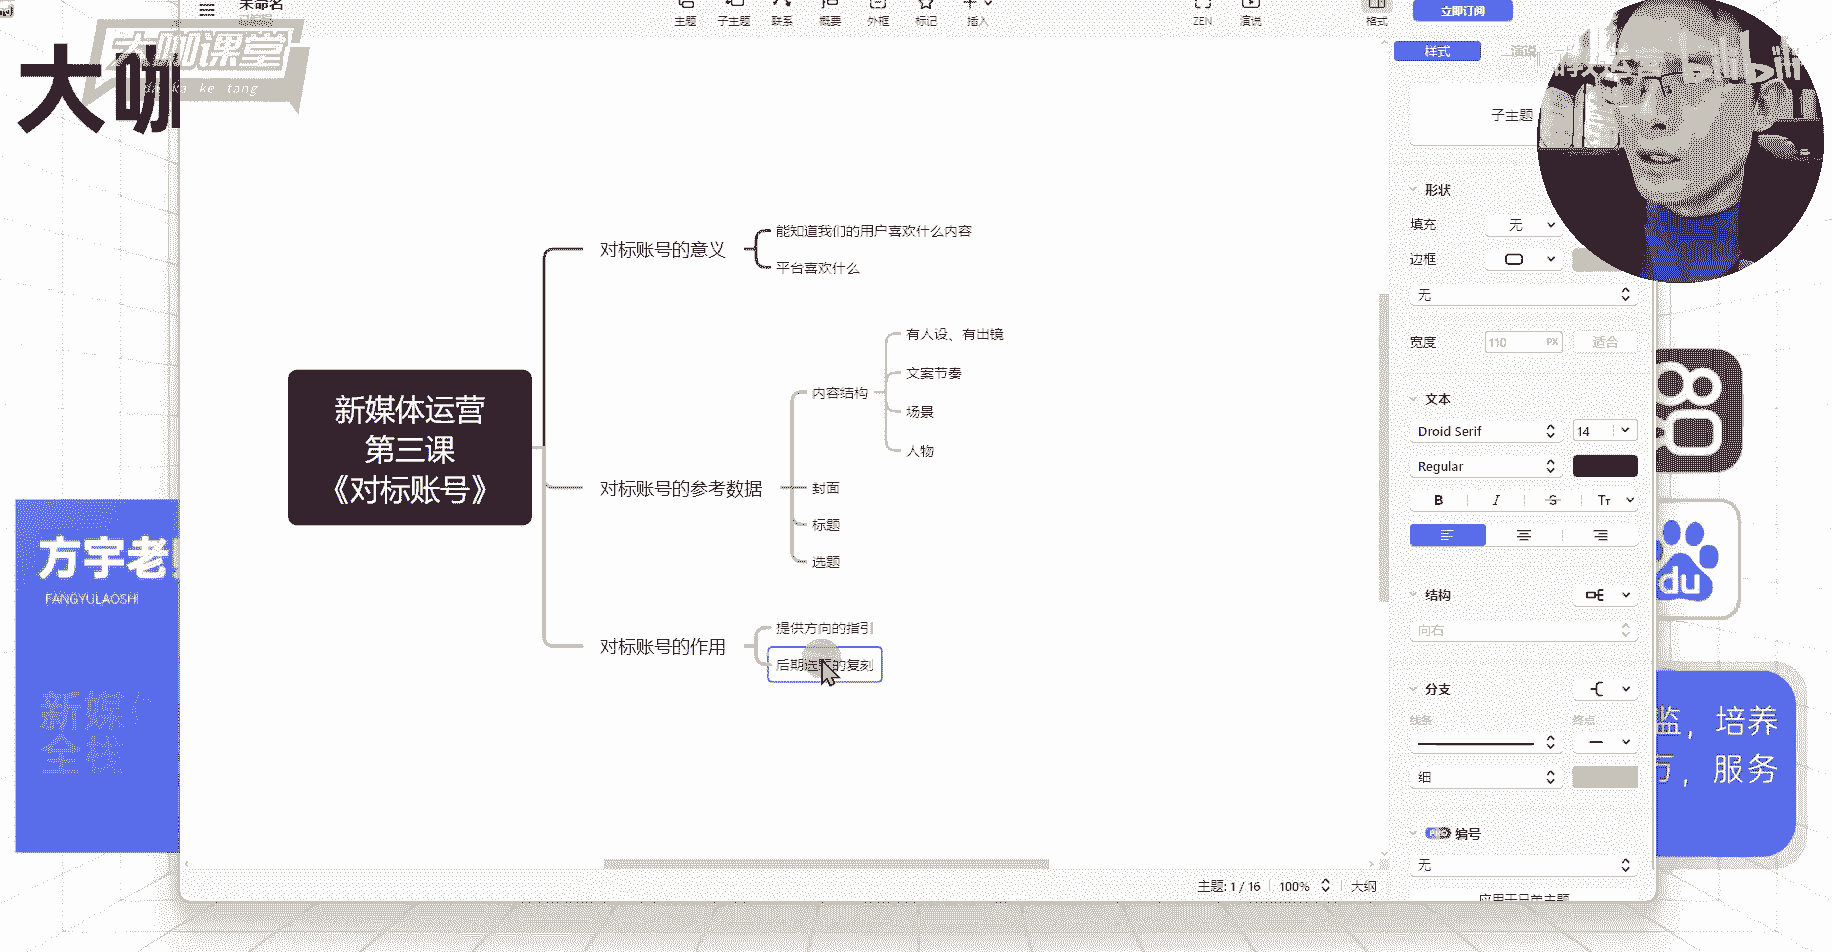 未命名
主题
子主题
联系
概要
外框
标记
插入
ZEN
演说
格式
立即订阅
大咖课堂
da ka ke tang
大咖
样式
演说
bilibili
子主题
形状
填充
无
边框
无
宽度
110
PX
适合
文本
Droid Serif
14
Regular
B
I
S
Tт
结构
向右
分支
线条
终点
细
编号
无
能知道我们的用户喜欢什么内容
对标账号的意义
平台喜欢什么
有人设、有出镜
文案节奏
内容结构
场景
人物
新媒体运营
第三课
《对标账号》
对标账号的参考数据
封面
标题
选题
提供方向的指引
对标账号的作用
后期选题的复刻
方宇老
FANGYULAOSHI
新媒
全栈
du
，培养
，服务
主题: 1 / 16
100%
大纲